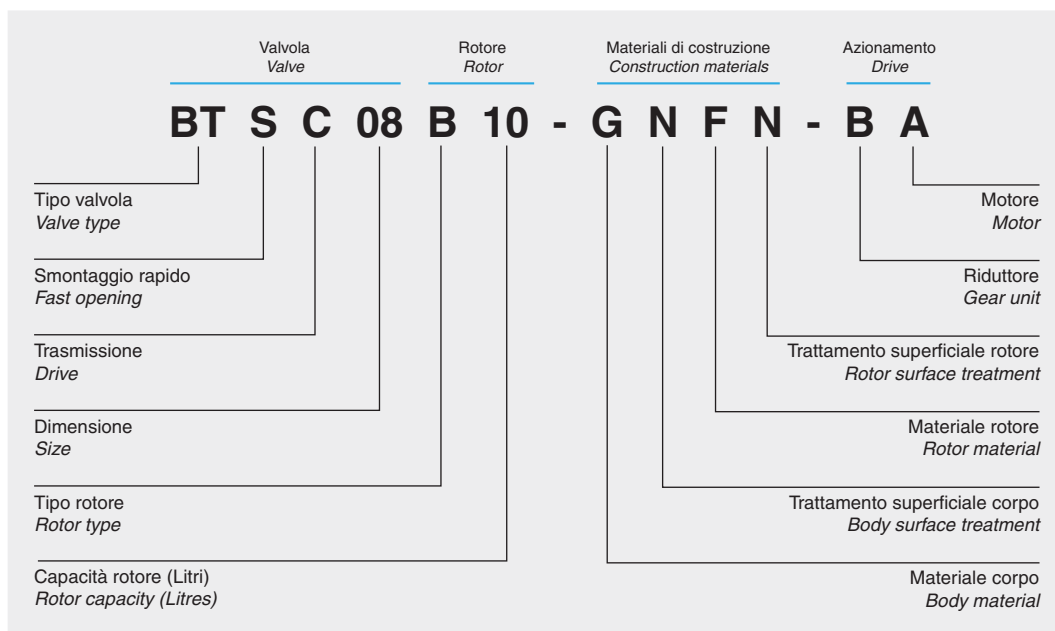 Valvola
Valve
Rotore
Rotor
Materiali di costruzione
Construction materials
Azionamento
Drive
BT S C 08 B 10 - G N F N - B A
Tipo valvola
Valve type
Smontaggio rapido
Fast opening
Trasmissione
Drive
Dimensione
Size
Tipo rotore
Rotor type
Capacità rotore (Litri)
Rotor capacity (Litres)
Motore
Motor
Riduttore
Gear unit
Trattamento superficiale rotore
Rotor surface treatment
Materiale rotore
Rotor material
Trattamento superficiale corpo
Body surface treatment
Materiale corpo
Body material